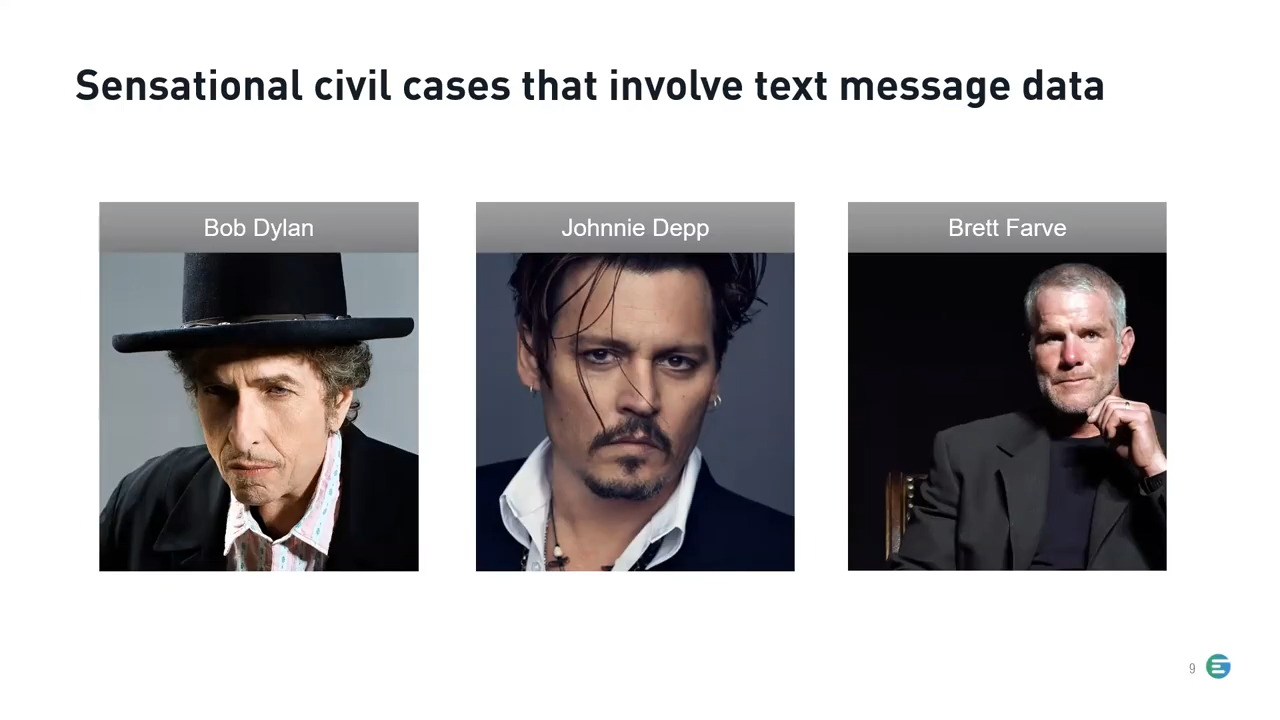 Sensational civil cases that involve text message data
Bob Dylan
Johnnie Depp
Brett Farve
9